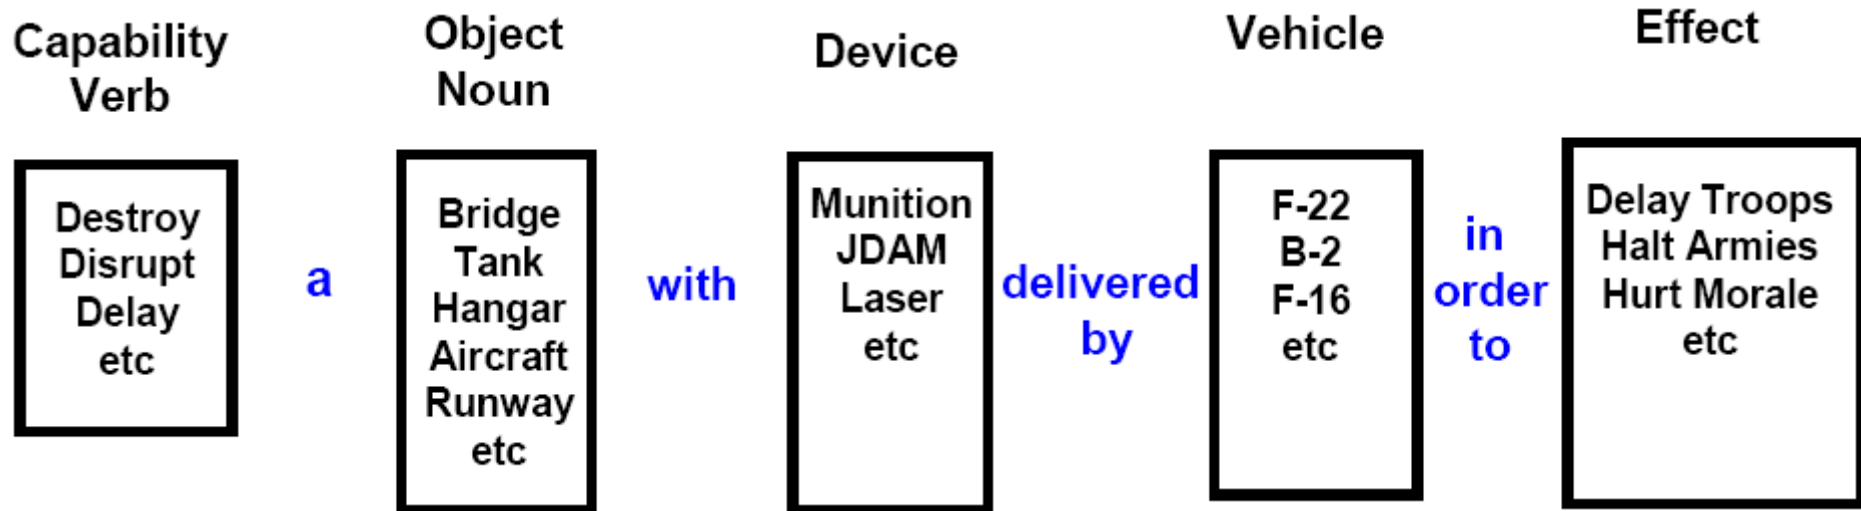 Capability
Verb
Object
Noun
Device
Vehicle
Effect
Destroy
Disrupt
Delay
etc
a
Bridge
Tank
Hangar
Aircraft
Runway
etc
with
Munition
JDAM
Laser
etc
delivered
by
F-22
B-2
F-16
etc
in
order
to
Delay Troops
Halt Armies
Hurt Morale
etc